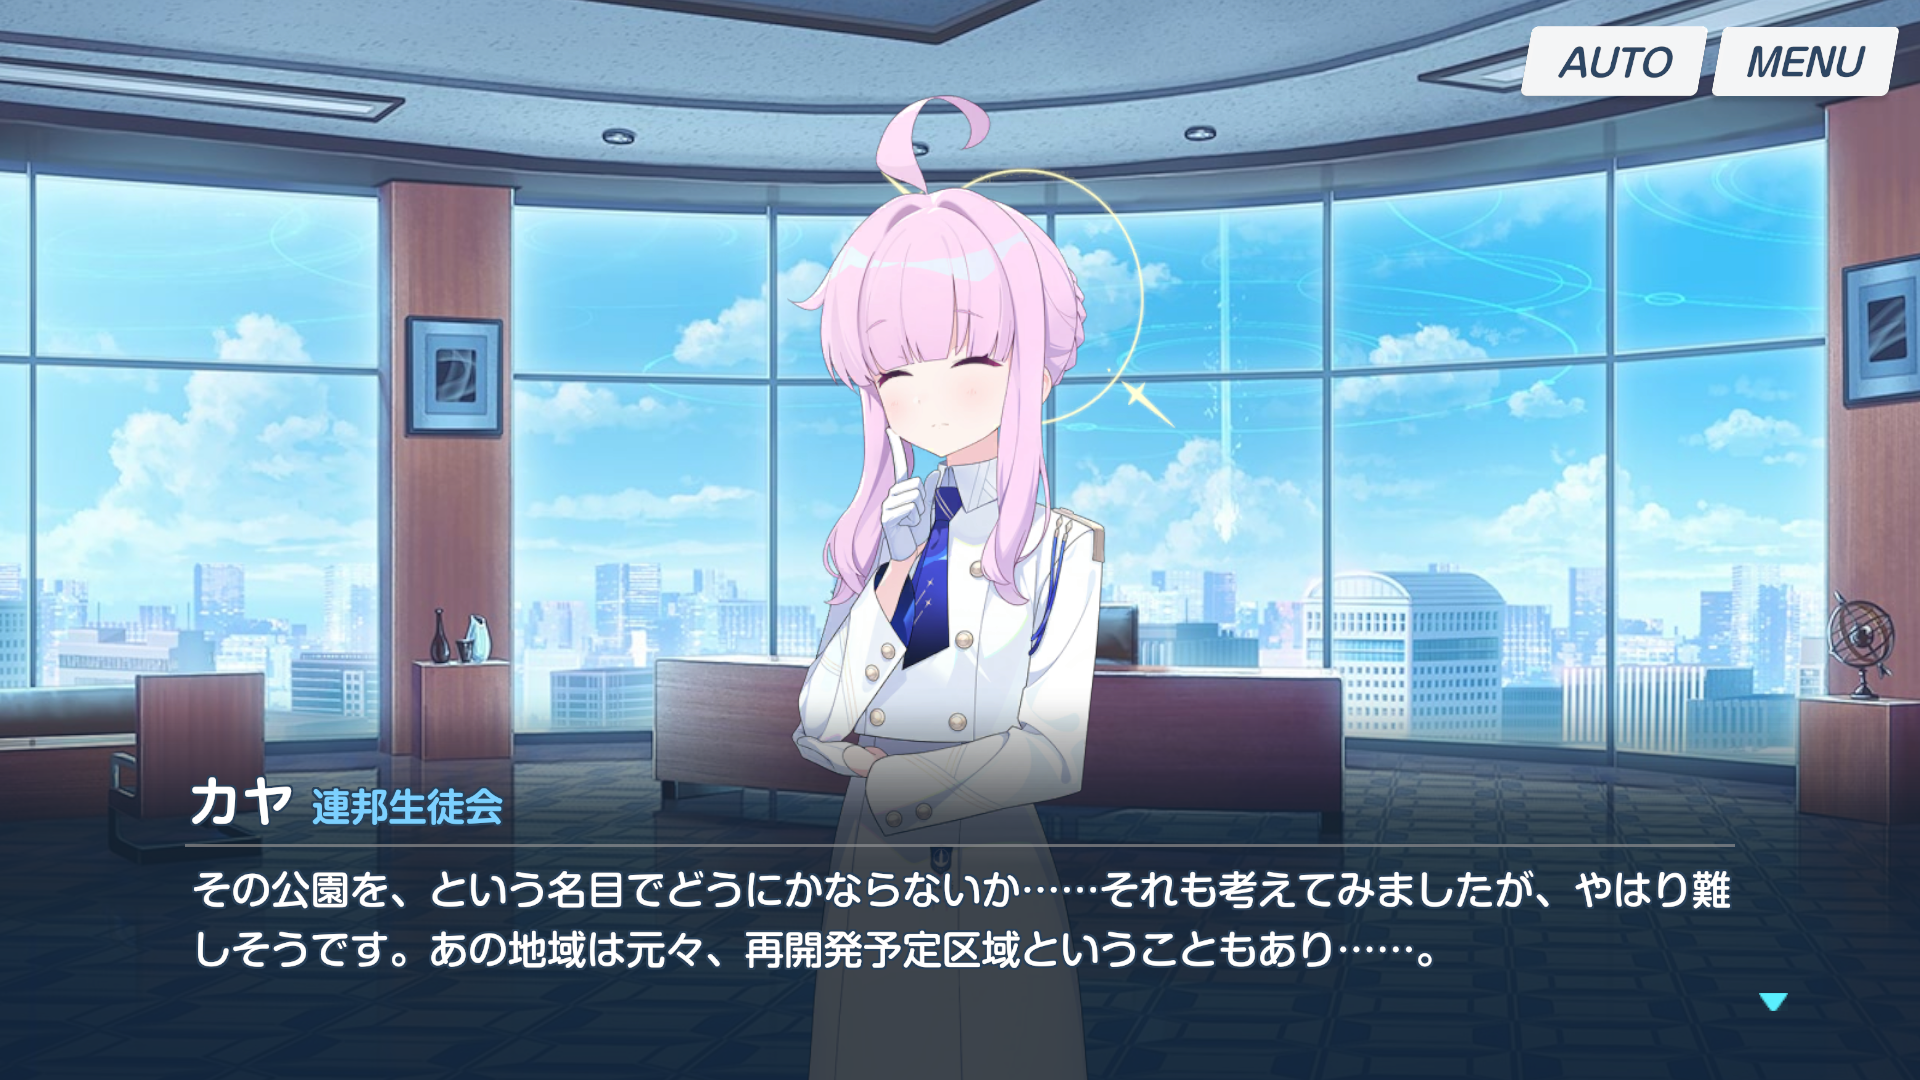 AUTO MENU
カヤ 連邦生徒会
その公園を、という名目でどうにかならないか……それも考えてみましたが、やはり難
しそうです。あの地域は元々、再開発予定区域ということもあり……。